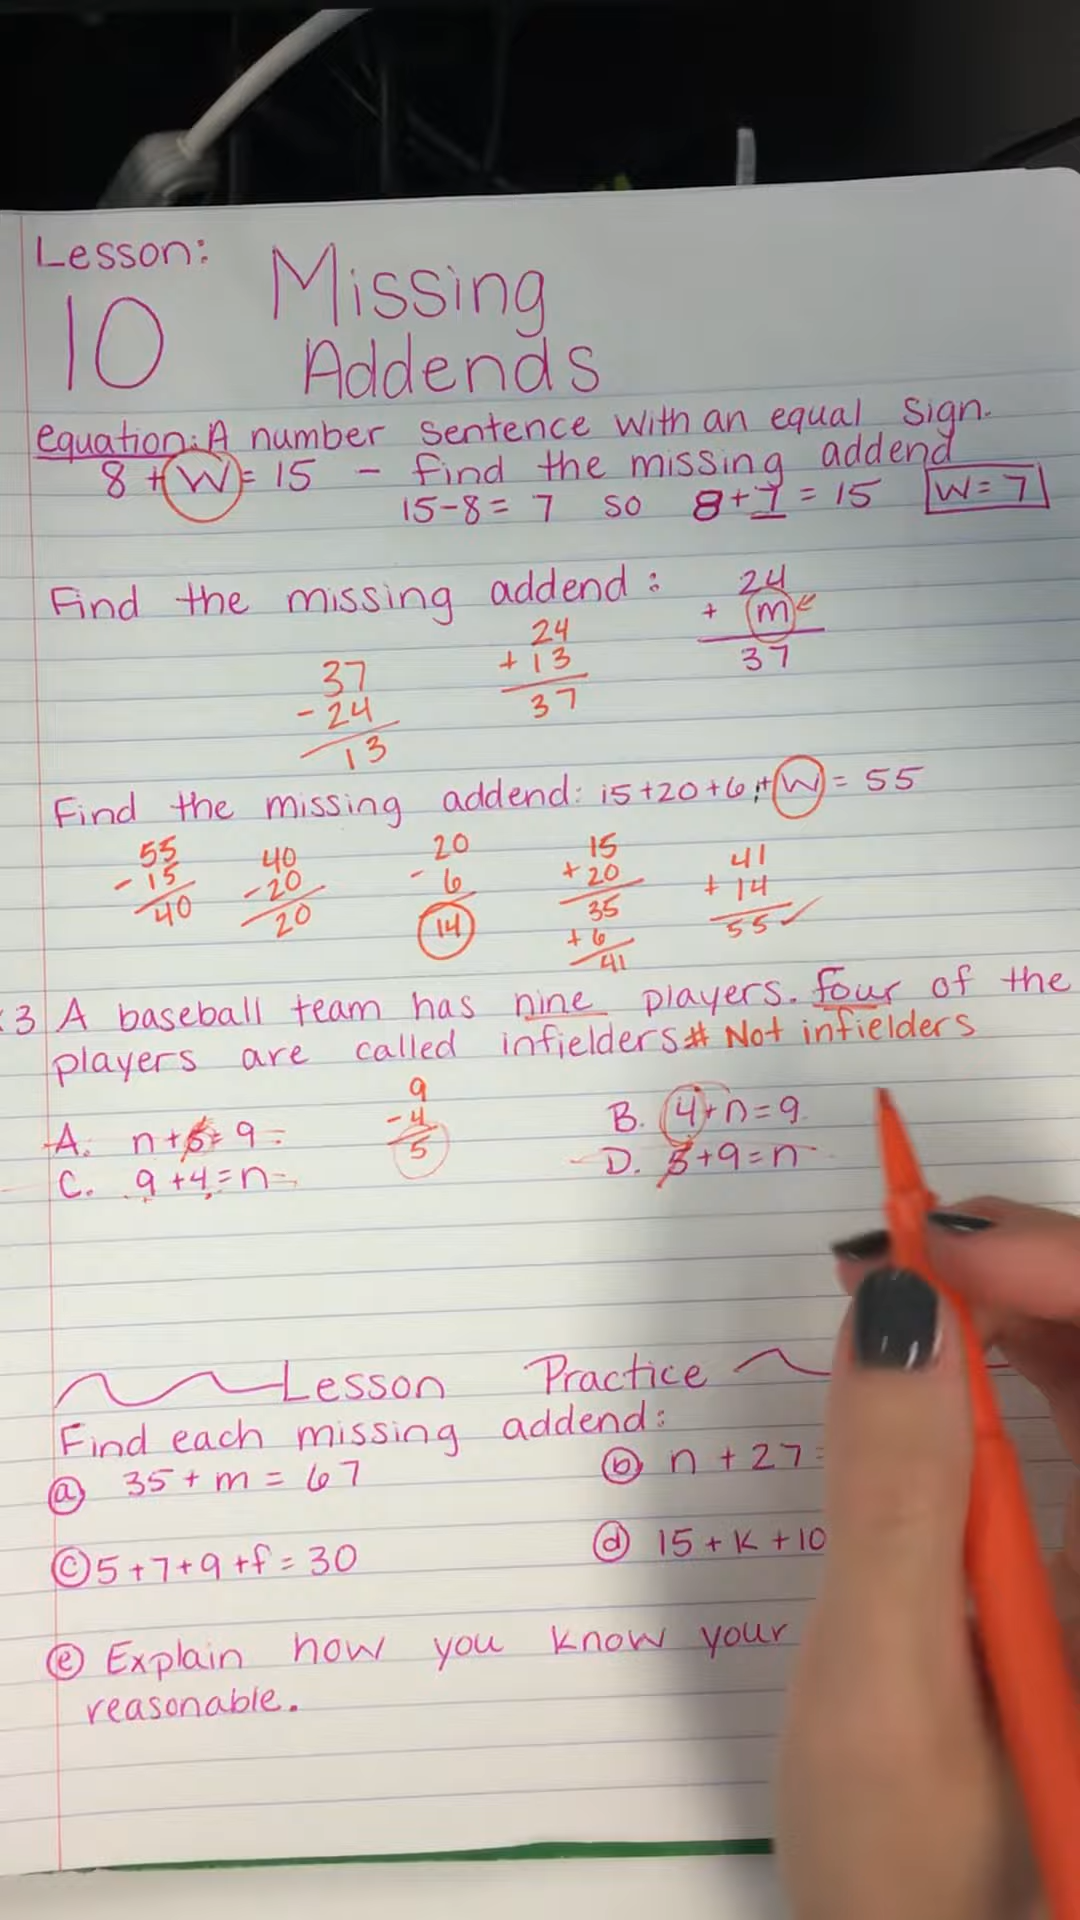 Lesson:
10
Missing
Addends
equation: A number sentence with an equal sign.
8 + w = 15 - find the missing addend
15-8 = 7 so 8+7 = 15 w = 7
Find the missing addend:
24
+ m
37
24
+ 13
37
37
- 24
13
Find the missing addend: 15+20+6+w = 55
55
- 15
40
40
- 20
20
20
- 6
14
15
+ 20
35
+ 6
41
41
+ 14
55 ✓
3 A baseball team has nine players. four of the
players are called infielders # Not infielders
9
- 4
5
A. n+5=9
B. 4+n=9
C. 9+4=n
D. 5+9=n
Lesson Practice
Find each missing addend:
a 35 + m = 67
b n + 27
c 5+7+9+f = 30
d 15 + k + 10
e Explain how you know your
reasonable.